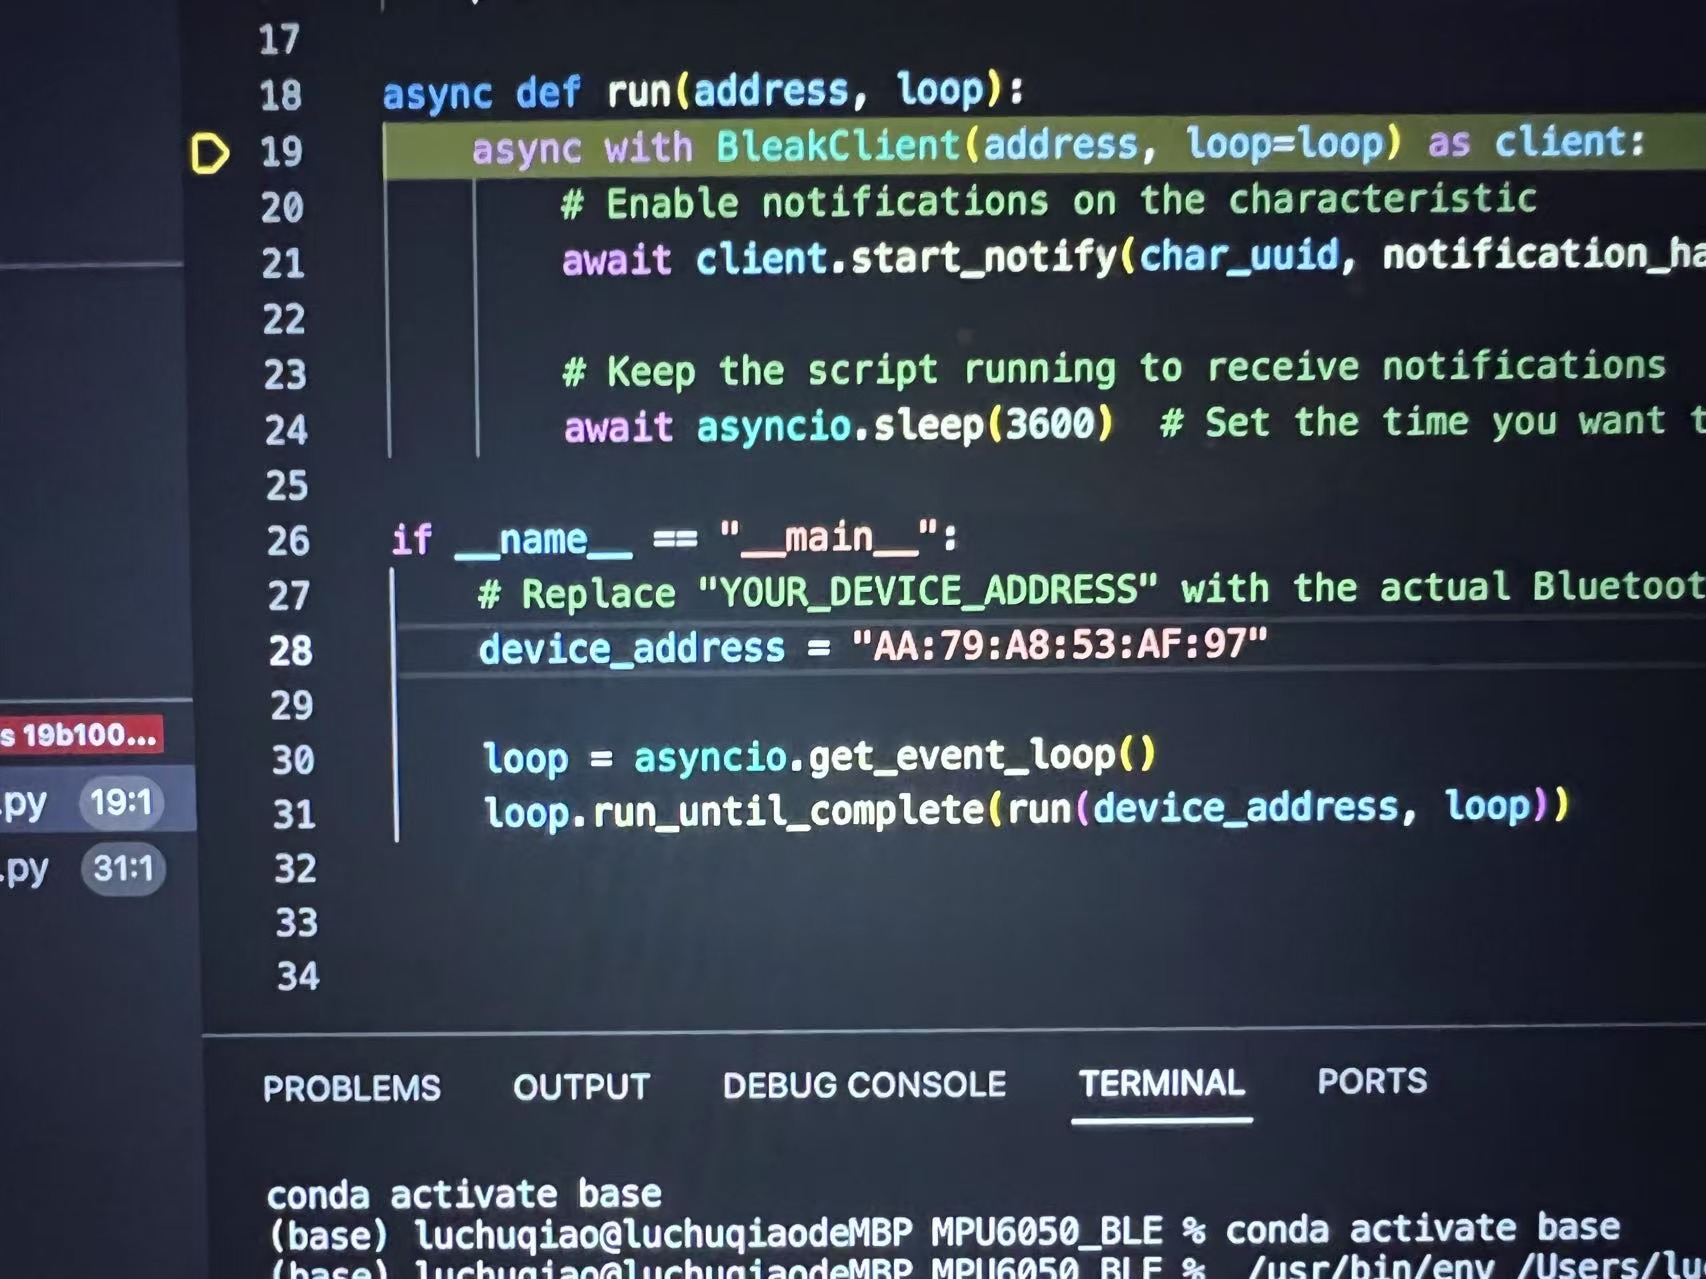 17
18 async def run(address, loop):
19 async with BleakClient(address, loop=loop) as client:
20 # Enable notifications on the characteristic
21 await client.start_notify(char_uuid, notification_ha
22
23 # Keep the script running to receive notifications
24 await asyncio.sleep(3600) # Set the time you want t
25
26 if __name__ == "__main__":
27 # Replace "YOUR_DEVICE_ADDRESS" with the actual Bluetoot
28 device_address = "AA:79:A8:53:AF:97"
29
s 19b100...
30 loop = asyncio.get_event_loop()
.py 19:1
31 loop.run_until_complete(run(device_address, loop))
.py 31:1
32
33
34
PROBLEMS OUTPUT DEBUG CONSOLE TERMINAL PORTS
conda activate base
(base) luchuqiao@luchuqiaodeMBP MPU6050_BLE % conda activate base
(base) luchuqiao@luchuqiaodeMBP MPU6050_BLE % /usr/bin/env /Users/lu